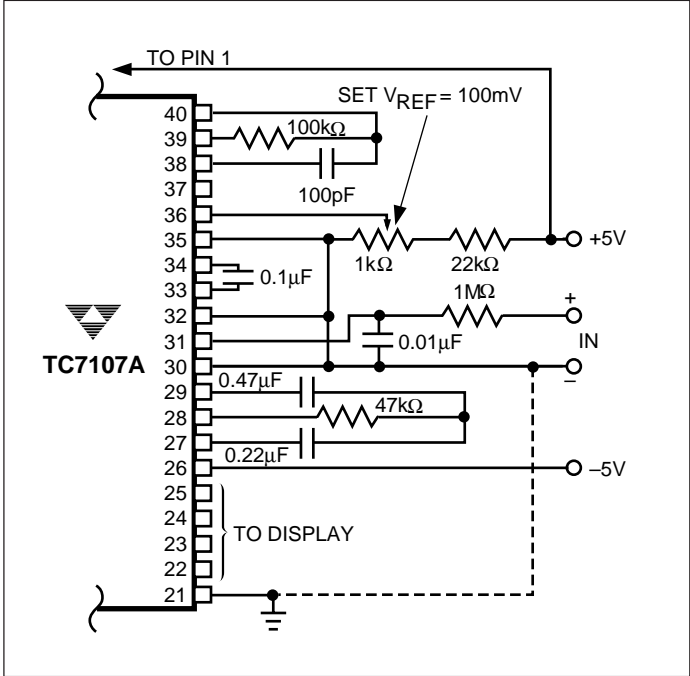 TO PIN 1
SET VREF = 100mV
40
39
100kΩ
38
100pF
37
36
35
+5V
1kΩ
22kΩ
34
0.1µF
33
1MΩ
+
32
31
0.01µF
IN
TC7107A
30
–
29
0.47µF
28
47kΩ
27
0.22µF
26
–5V
25
24
TO DISPLAY
23
22
21